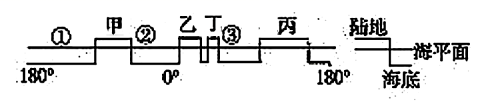 ① 甲 ② 乙 丁 ③ 丙 陆地
海平面
180° 0° 180° 海底